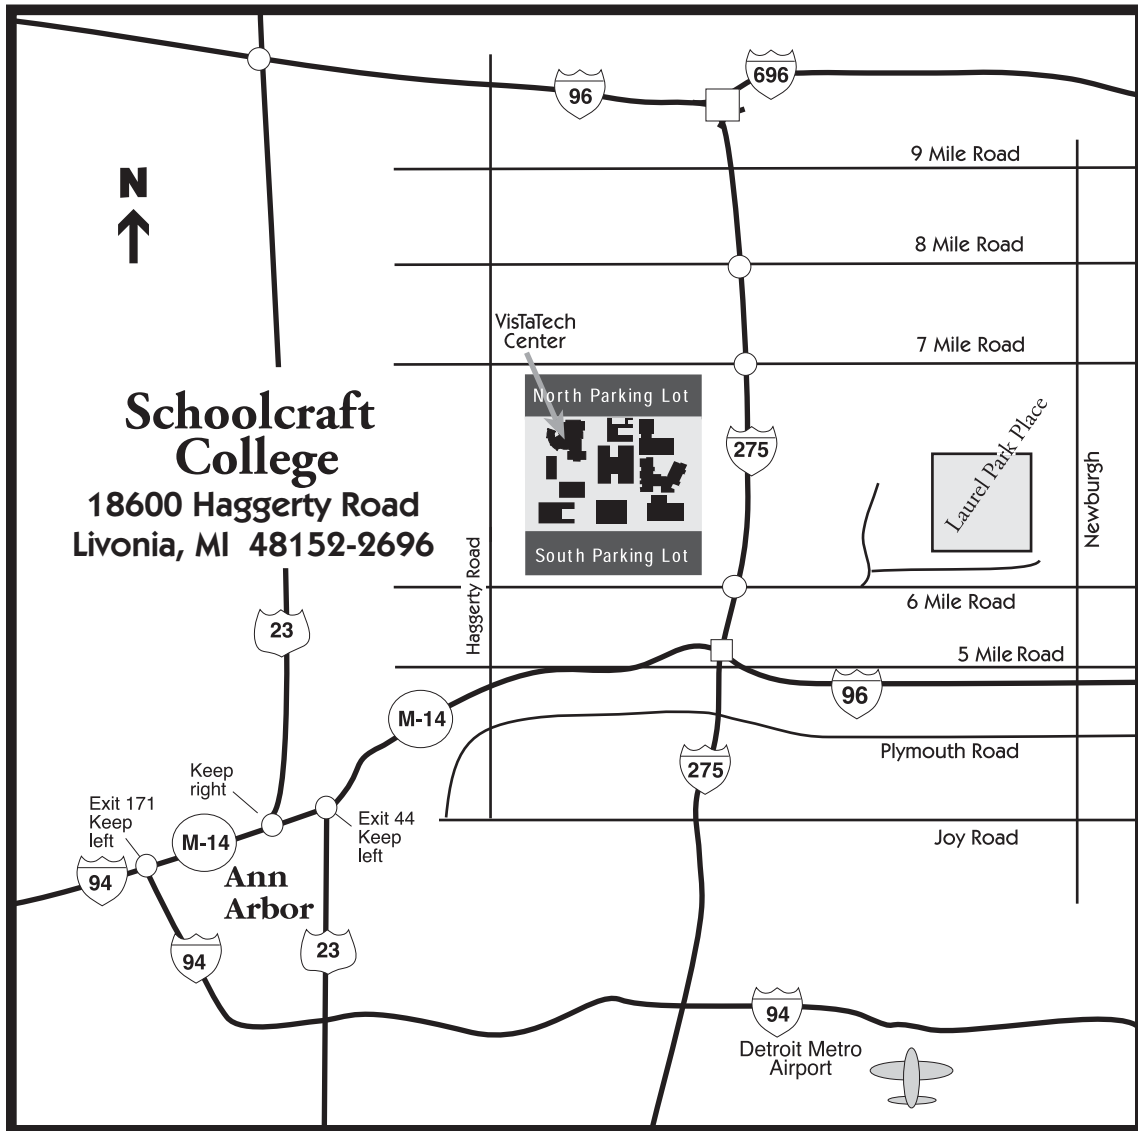 696
96
9 Mile Road
N
8 Mile Road
VisTaTech
Center
7 Mile Road
Schoolcraft
College
18600 Haggerty Road
Livonia, MI  48152-2696
North Parking Lot
South Parking Lot
275
Laurel Park Place
Newburgh
Haggerty Road
6 Mile Road
23
5 Mile Road
96
M-14
Plymouth Road
275
Keep
right
Exit 171
Keep
left
M-14
Exit 44
Keep
left
Joy Road
94
Ann
Arbor
94
23
94
Detroit Metro
Airport